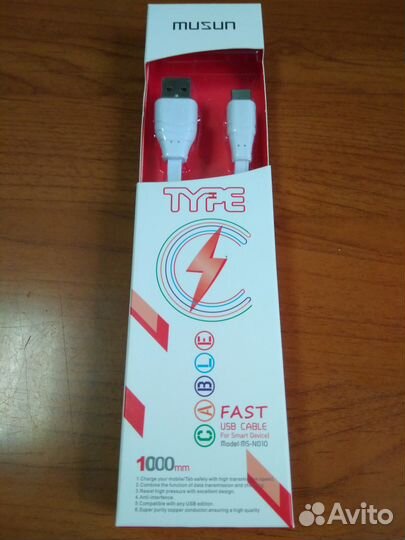 musun
TYPE
C
CABLE
FAST
USB CABLE
For Smart Device)
Model-MS-N010
1000mm
1. Charge your mobile/Tab safely with high transmission speed.
2. Combine the function of data transmission and
3. Resist high pressure with excellent design.
4. Anti-interference.
5. Compatible with any USB edition.
6. Super purity copper conductor, ensuring a high quality
Avito